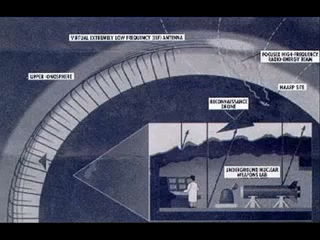 VIRTUAL EXTREMELY LOW FREQUENCY (ELF) ANTENNA
FOCUSED HIGH-FREQUENCY
RADIO-ENERGY BEAM
UPPER IONOSPHERE
HAARP SITE
RECONNAISSANCE
DRONE
UNDERGROUND NUCLEAR
WEAPONS LAB